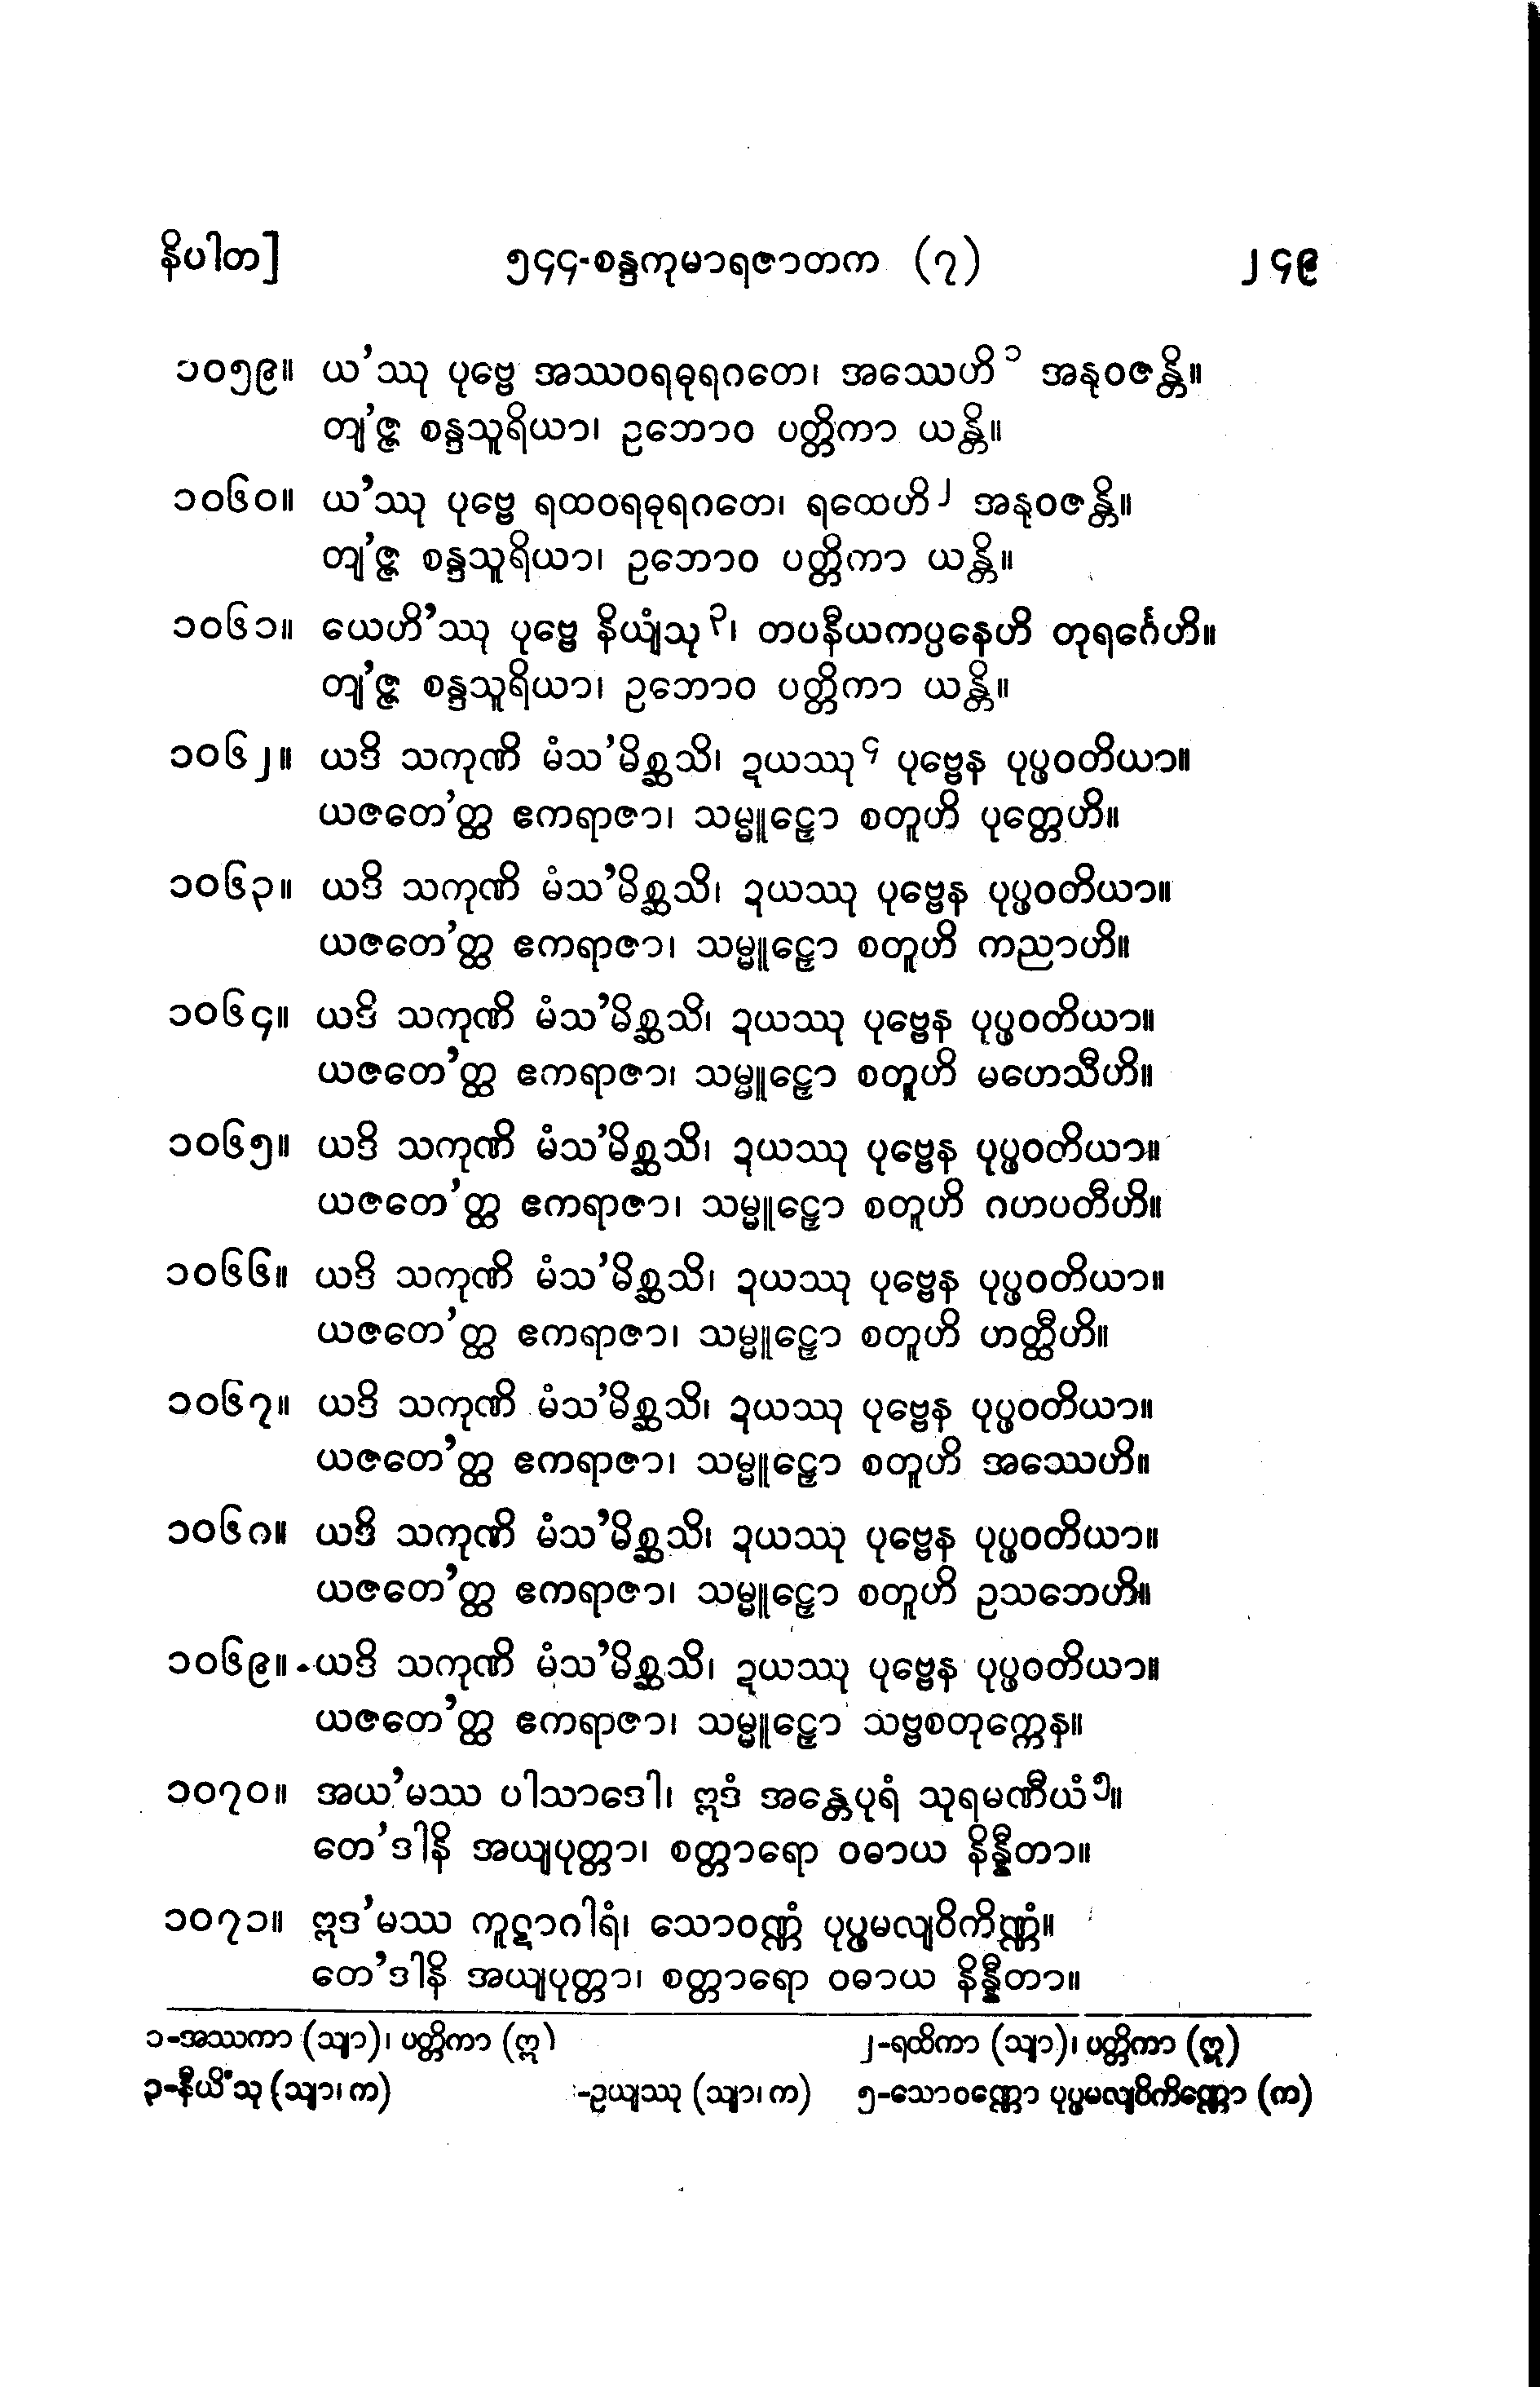 နိပါတ] ၅၄၄-စန္ဒကုမာရဇာတက (၇) ၂၄၉
၁၀၅၉။ ယ’ဿု ပုဗ္ဗေ အဿဝရဓုရဂတေ၊ အဿေဟိ ၁ အနုဝဇန္တိ။
တျ’ဇ္ဇ စန္ဒသူရိယာ၊ ဥဘောဝ ပတ္တိကာ ယန္တိ။
၁၀၆၀။ ယ’ဿု ပုဗ္ဗေ ရထဝရဓုရဂတေ၊ ရထေဟိ ၂ အနုဝဇန္တိ။
တျ’ဇ္ဇ စန္ဒသူရိယာ၊ ဥဘောဝ ပတ္တိကာ ယန္တိ။
၁၀၆၁။ ယေဟိ’ဿု ပုဗ္ဗေ နိယျံသု ၃၊ တပနီယကပ္ပနေဟိ တုရင်္ဂေဟိ။
တျ’ဇ္ဇ စန္ဒသူရိယာ၊ ဥဘောဝ ပတ္တိကာ ယန္တိ။
၁၀၆၂။ ယဒိ သကုဏိ မံသ’မိစ္ဆသိ၊ ဍယဿု ၄ ပုဗ္ဗေန ပုပ္ဖဝတိယာ။
ယဇတေ’တ္ထ ဧကရာဇာ၊ သမ္မူဠှော စတူဟိ ပုတ္တေဟိ။
၁၀၆၃။ ယဒိ သကုဏိ မံသ’မိစ္ဆသိ၊ ဍယဿု ပုဗ္ဗေန ပုပ္ဖဝတိယာ။
ယဇတေ’တ္ထ ဧကရာဇာ၊ သမ္မူဠှော စတူဟိ ကညာဟိ။
၁၀၆၄။ ယဒိ သကုဏိ မံသ’မိစ္ဆသိ၊ ဍယဿု ပုဗ္ဗေန ပုပ္ဖဝတိယာ။
ယဇတေ’တ္ထ ဧကရာဇာ၊ သမ္မူဠှော စတူဟိ မဟေသီဟိ။
၁၀၆၅။ ယဒိ သကုဏိ မံသ’မိစ္ဆသိ၊ ဍယဿု ပုဗ္ဗေန ပုပ္ဖဝတိယာ။
ယဇတေ’တ္ထ ဧကရာဇာ၊ သမ္မူဠှော စတူဟိ ဂဟပတီဟိ။
၁၀၆၆။ ယဒိ သကုဏိ မံသ’မိစ္ဆသိ၊ ဍယဿု ပုဗ္ဗေန ပုပ္ဖဝတိယာ။
ယဇတေ’တ္ထ ဧကရာဇာ၊ သမ္မူဠှော စတူဟိ ဟတ္ထီဟိ။
၁၀၆၇။ ယဒိ သကုဏိ မံသ’မိစ္ဆသိ၊ ဍယဿု ပုဗ္ဗေန ပုပ္ဖဝတိယာ။
ယဇတေ’တ္ထ ဧကရာဇာ၊ သမ္မူဠှော စတူဟိ အဿေဟိ။
၁၀၆၈။ ယဒိ သကုဏိ မံသ’မိစ္ဆသိ၊ ဍယဿု ပုဗ္ဗေန ပုပ္ဖဝတိယာ။
ယဇတေ’တ္ထ ဧကရာဇာ၊ သမ္မူဠှော စတူဟိ ဥသဘေဟိ။
၁၀၆၉။ ယဒိ သကုဏိ မံသ’မိစ္ဆသိ၊ ဍယဿု ပုဗ္ဗေန ပုပ္ဖဝတိယာ။
ယဇတေ’တ္ထ ဧကရာဇာ၊ သမ္မူဠှော သဗ္ဗစတုက္ကေန။
၁၀၇၀။ အယ’မဿ ပါသာဒေါ၊ ဣဒံ အန္တေပုရံ သုရမဏီယံ ၅။
တေ’ဒါနိ အယျပုတ္တာ၊ စတ္တာရော ဝဓာယ နိန္နီတာ။
၁၀၇၁။ ဣဒ’မဿ ကူဋာဂါရံ၊ သောဝဏ္ဏံ ပုပ္ဖမလျဝိကိဏ္ဏံ။
တေ’ဒါနိ အယျပုတ္တာ၊ စတ္တာရော ဝဓာယ နိန္နီတာ။
၁-အဿကာ (သျာ)၊ ပတ္တိကာ (ဣ) ၂-ရထိကာ (သျာ)၊ ပတ္တိကာ (ဣ)
၃-နီယိံသု (သျာ၊ က) -ဥယျဿု (သျာ၊ က) ၅-သောဝဏ္ဏော ပုပ္ဖမလျဝိကိဏ္ဏော (က)